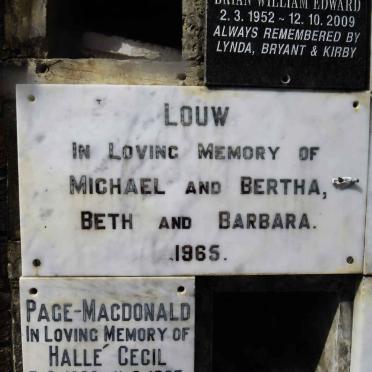 BRIAN WILLIAM EDWARD
2. 3. 1952 ~ 12. 10. 2009
ALWAYS REMEMBERED BY
LYNDA, BRYANT & KIRBY
LOUW
IN LOVING MEMORY OF
MICHAEL AND BERTHA,
BETH AND BARBARA.
1965.
PAGE-MACDONALD
IN LOVING MEMORY OF
HALLE´ CECIL